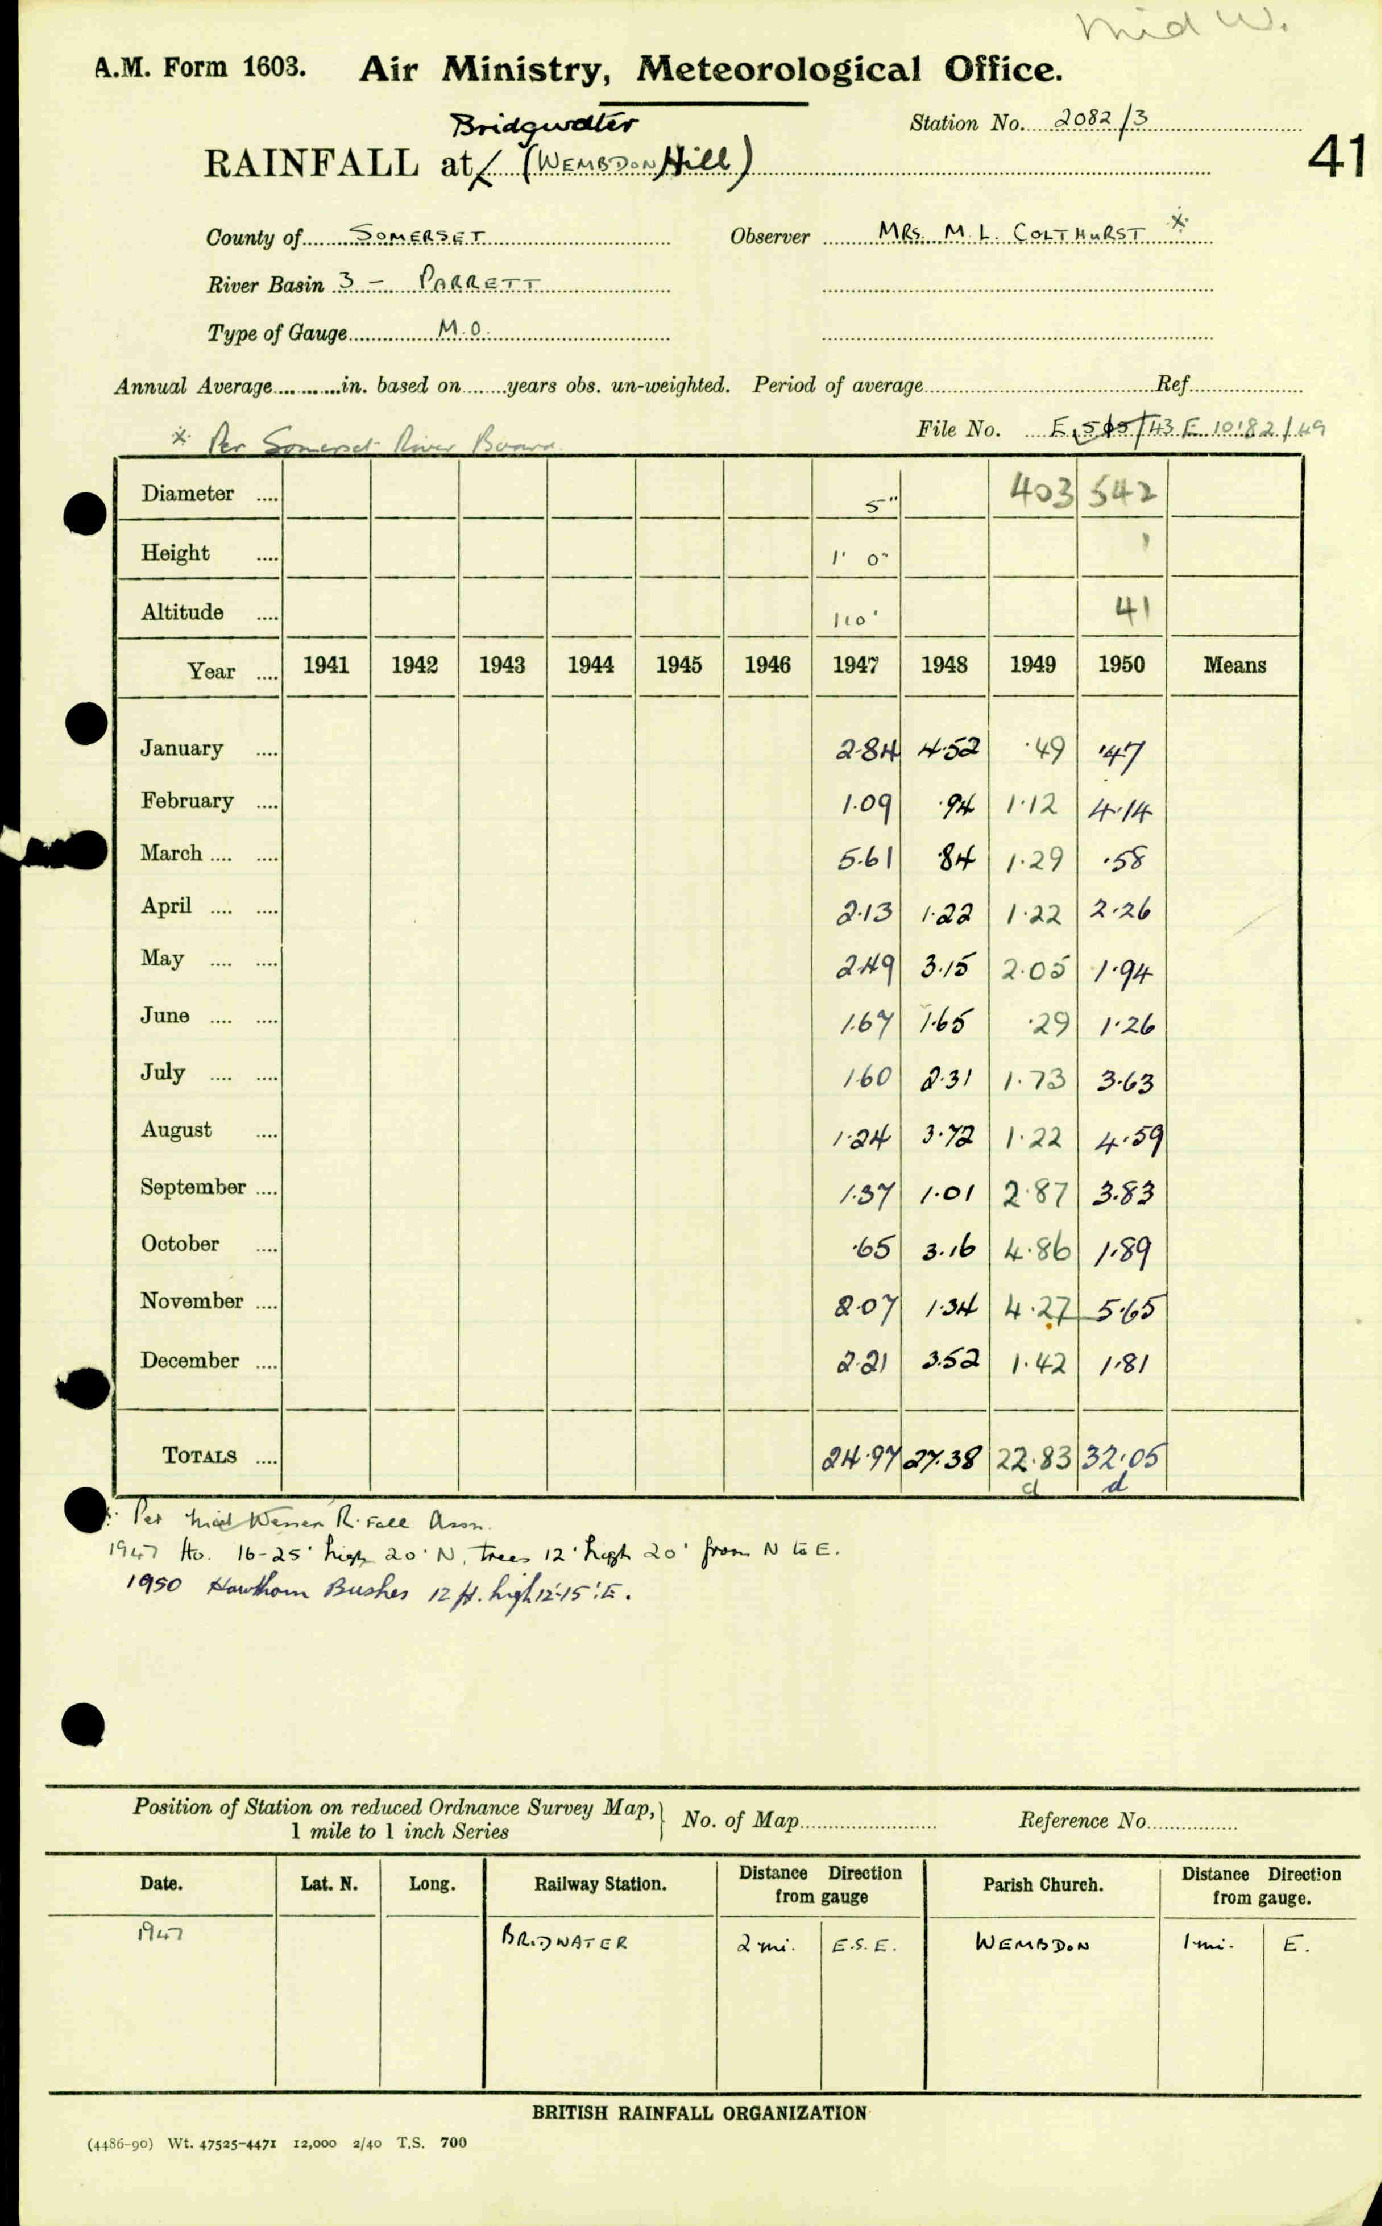 Mid W.
A.M. Form 1603. Air Ministry, Meteorological Office.
Bridgwater
Station No. 2082/3
RAINFALL at (WEMBDON Hill)
41
County of SOMERSET Observer MRS. M. L. COLTHURST *
River Basin 3 - PARRETT
Type of Gauge M.O.
Annual Average in. based on years obs. un-weighted. Period of average Ref
File No. E 10182/49
* Per Somerset River Board
Diameter .... 5" 403 542
Height .... 1' 0" 1
Altitude .... 110' 41
Year .... 1941 1942 1943 1944 1945 1946 1947 1948 1949 1950 Means
January .... 2.84 4.52 .49 .47
February .... 1.09 .94 1.12 4.14
March .... .... 5.61 .84 1.29 .58
April .... .... 2.13 1.22 1.22 2.26
May .... .... 2.49 3.15 2.05 1.94
June .... .... 1.67 1.65 .29 1.26
July .... .... 1.60 2.31 1.73 3.63
August .... 1.24 3.72 1.22 4.59
September .... 1.37 1.01 2.87 3.83
October .... .65 3.16 4.86 1.89
November .... 2.07 1.34 4.27 5.65
December .... 2.21 3.52 1.42 1.81
TOTALS .... 24.97 27.38 22.83 32.05
d d
* Per Mid Wessex R. Fall Assn.
1947 Ho. 16-25' high 20' N, trees 12' high 20' from N to E.
1950 Hawthorn Bushes 12 ft. high 12'-15' E.
Position of Station on reduced Ordnance Survey Map, No. of Map Reference No.
1 mile to 1 inch Series
Date. Lat. N. Long. Railway Station. Distance Direction from gauge Parish Church. Distance Direction from gauge.
1947 BRIDWATER 2 mi. E.S.E. WEMBDON 1 mi. E.
BRITISH RAINFALL ORGANIZATION
(4486-90) Wt. 47525-4471 12,000 2/40 T.S. 700